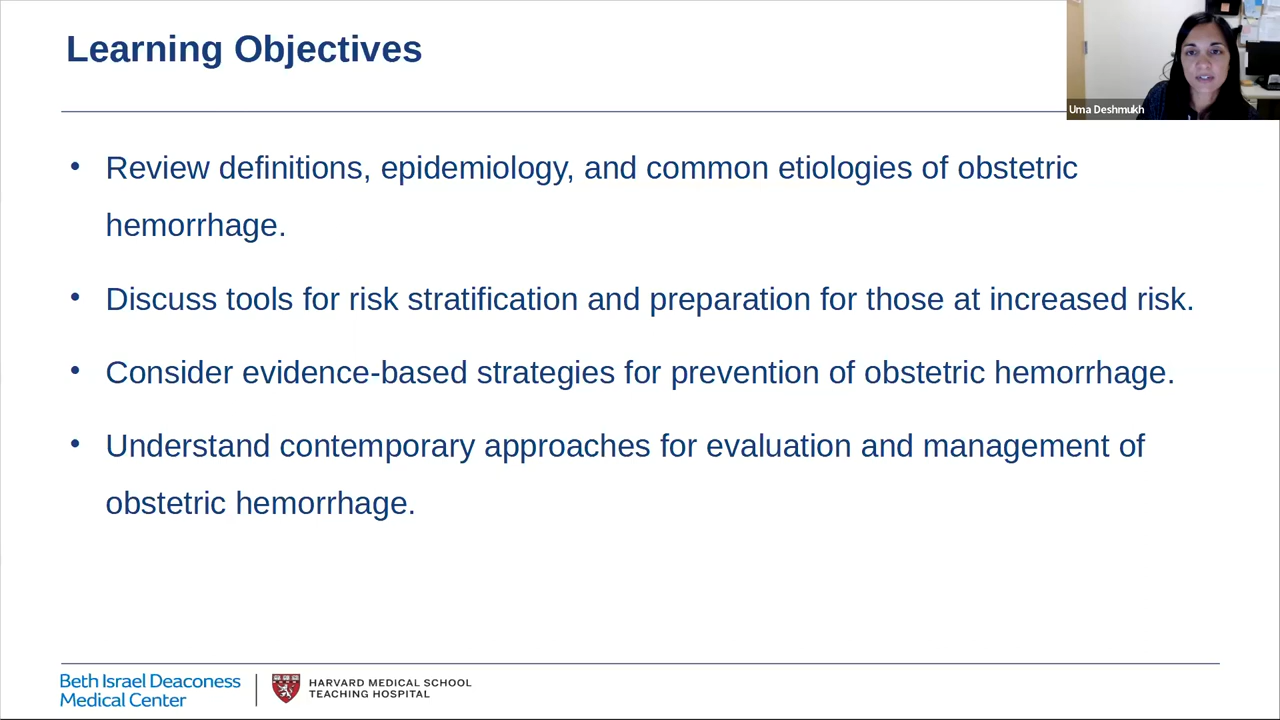 Learning Objectives
Uma Deshmukh
• Review definitions, epidemiology, and common etiologies of obstetric
hemorrhage.
• Discuss tools for risk stratification and preparation for those at increased risk.
• Consider evidence-based strategies for prevention of obstetric hemorrhage.
• Understand contemporary approaches for evaluation and management of
obstetric hemorrhage.
Beth Israel Deaconess
Medical Center
HARVARD MEDICAL SCHOOL
TEACHING HOSPITAL